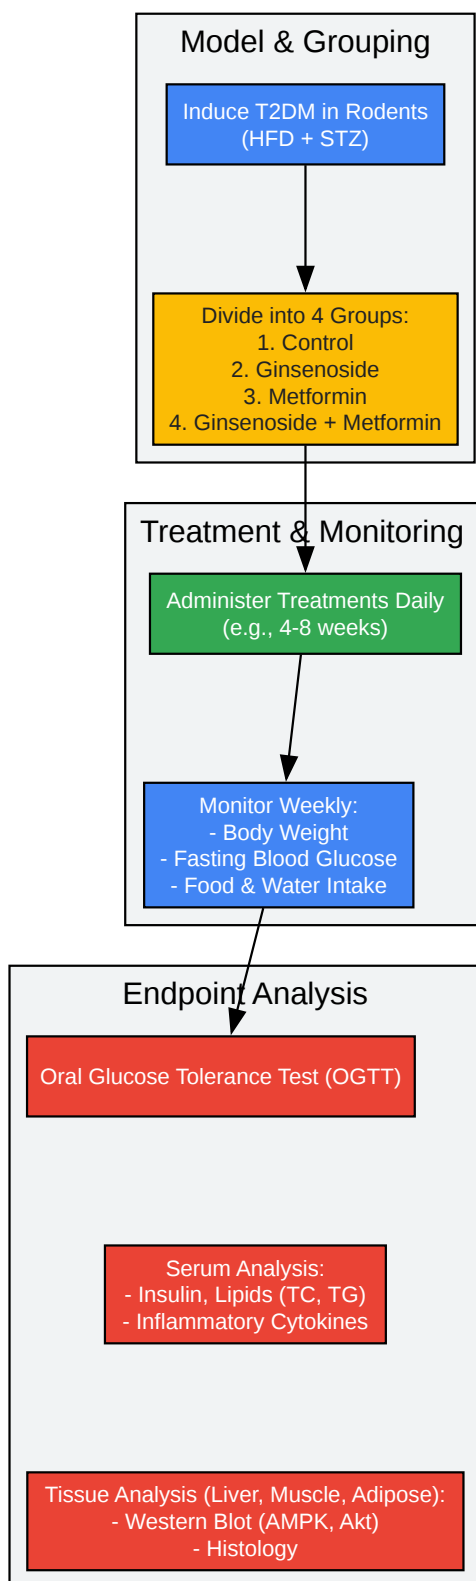 Model & Grouping
Induce T2DM in Rodents
(HFD + STZ)
Divide into 4 Groups:
1. Control
2. Ginsenoside
3. Metformin
4. Ginsenoside + Metformin
Treatment & Monitoring
Administer Treatments Daily
(e.g., 4-8 weeks)
Monitor Weekly:
- Body Weight
- Fasting Blood Glucose
- Food & Water Intake
Endpoint Analysis
Oral Glucose Tolerance Test (OGTT)
Serum Analysis:
- Insulin, Lipids (TC, TG)
- Inflammatory Cytokines
Tissue Analysis (Liver, Muscle, Adipose):
- Western Blot (AMPK, Akt)
- Histology